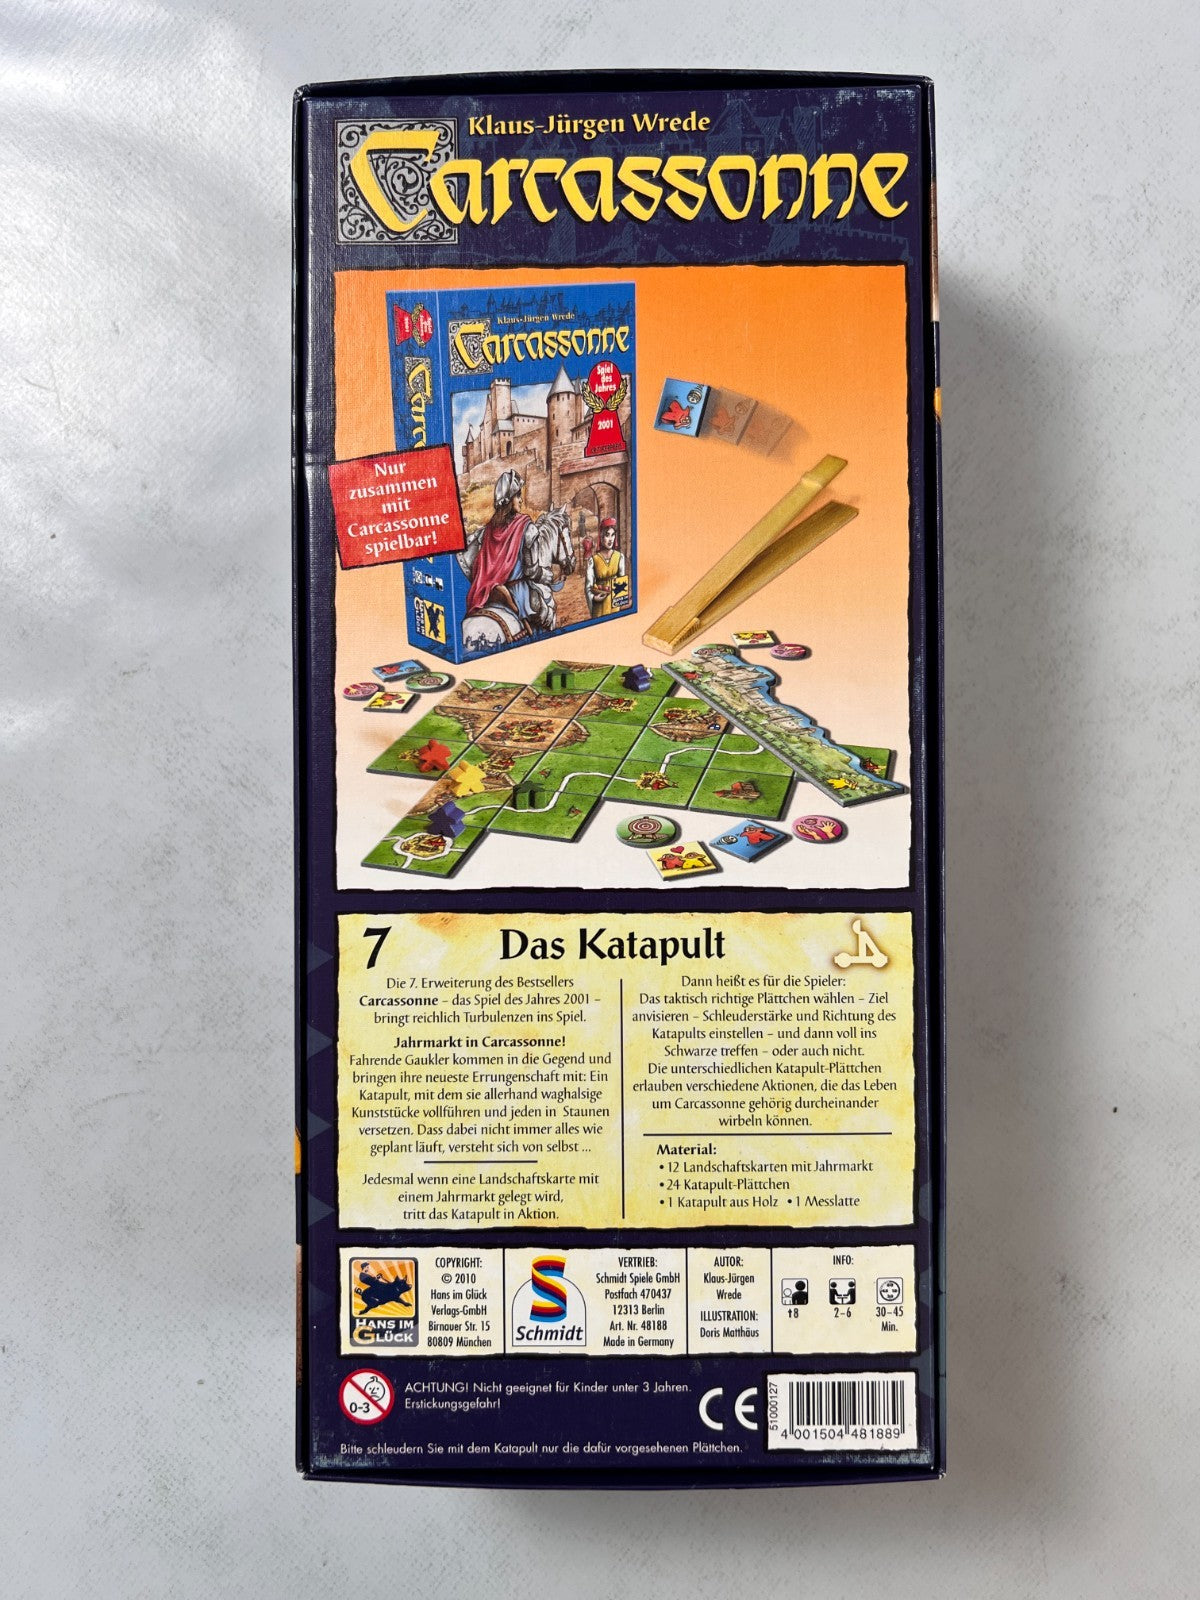 Klaus-Jürgen Wrede
Carcassonne
Klaus-Jürgen Wrede
Carcassonne
Spiel
des
Jahres
2001
Nur
zusammen
mit
Carcassonne
spielbar!
HANS IM
GLÜCK
7
Das Katapult
Die 7. Erweiterung des Bestsellers
Carcassonne – das Spiel des Jahres 2001 –
bringt reichlich Turbulenzen ins Spiel.
Jahrmarkt in Carcassonne!
Fahrende Gaukler kommen in die Gegend und
bringen ihre neueste Errungenschaft mit: Ein
Katapult, mit dem sie allerhand waghalsige
Kunststücke vollführen und jeden in Staunen
versetzen. Dass dabei nicht immer alles wie
geplant läuft, versteht sich von selbst ...
Jedesmal wenn eine Landschaftskarte mit
einem Jahrmarkt gelegt wird,
tritt das Katapult in Aktion.
Dann heißt es für die Spieler:
Das taktisch richtige Plättchen wählen – Ziel
anvisieren – Schleuderstärke und Richtung des
Katapults einstellen – und dann voll ins
Schwarze treffen – oder auch nicht.
Die unterschiedlichen Katapult-Plättchen
erlauben verschiedene Aktionen, die das Leben
um Carcassonne gehörig durcheinander
wirbeln können.
Material:
• 12 Landschaftskarten mit Jahrmarkt
• 24 Katapult-Plättchen
• 1 Katapult aus Holz • 1 Messlatte
HANS IM
GLÜCK
COPYRIGHT:
© 2010
Hans im Glück
Verlags-GmbH
Birnauer Str. 15
80809 München
Schmidt
VERTRIEB:
Schmidt Spiele GmbH
Postfach 470437
12313 Berlin
Art. Nr. 48188
Made in Germany
AUTOR:
Klaus-Jürgen
Wrede
ILLUSTRATION:
Doris Matthäus
INFO:
8
2–6
30–45
Min.
0-3
ACHTUNG! Nicht geeignet für Kinder unter 3 Jahren.
Erstickungsgefahr!
CE
51000127
4 001504 481889
Bitte schleudern Sie mit dem Katapult nur die dafür vorgesehenen Plättchen.